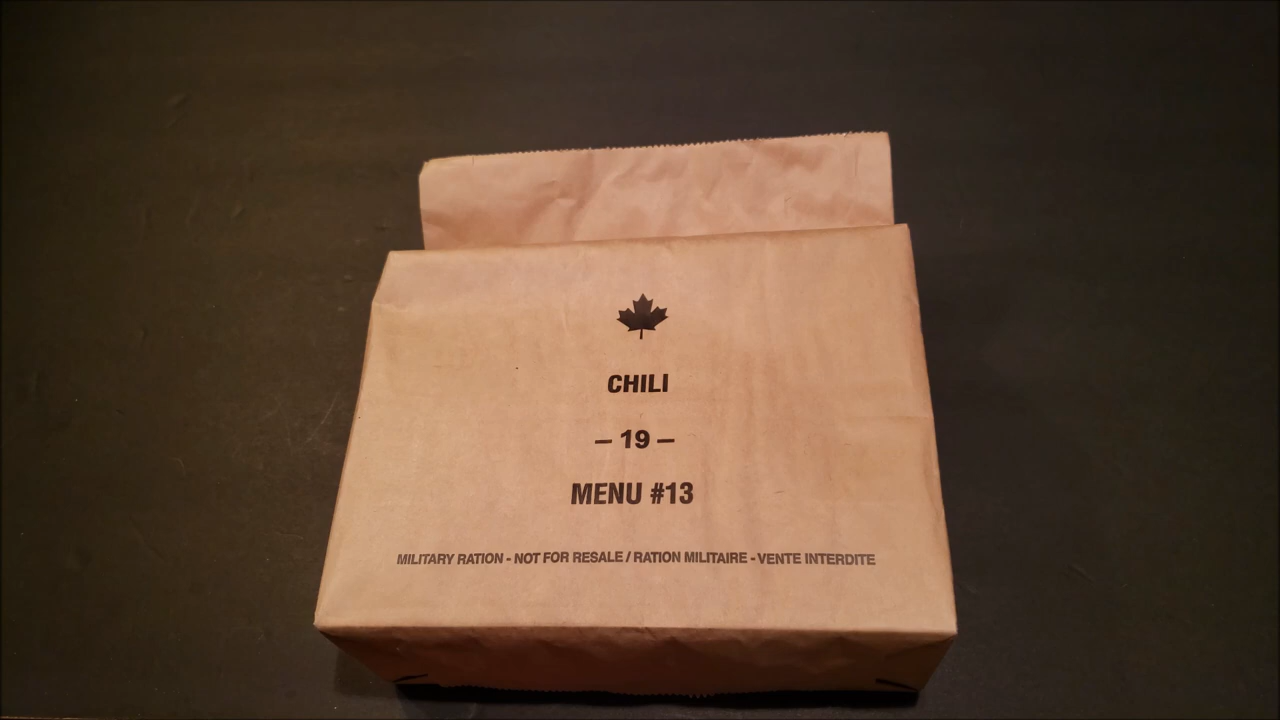 CHILI
– 19 –
MENU #13
MILITARY RATION - NOT FOR RESALE / RATION MILITAIRE - VENTE INTERDITE